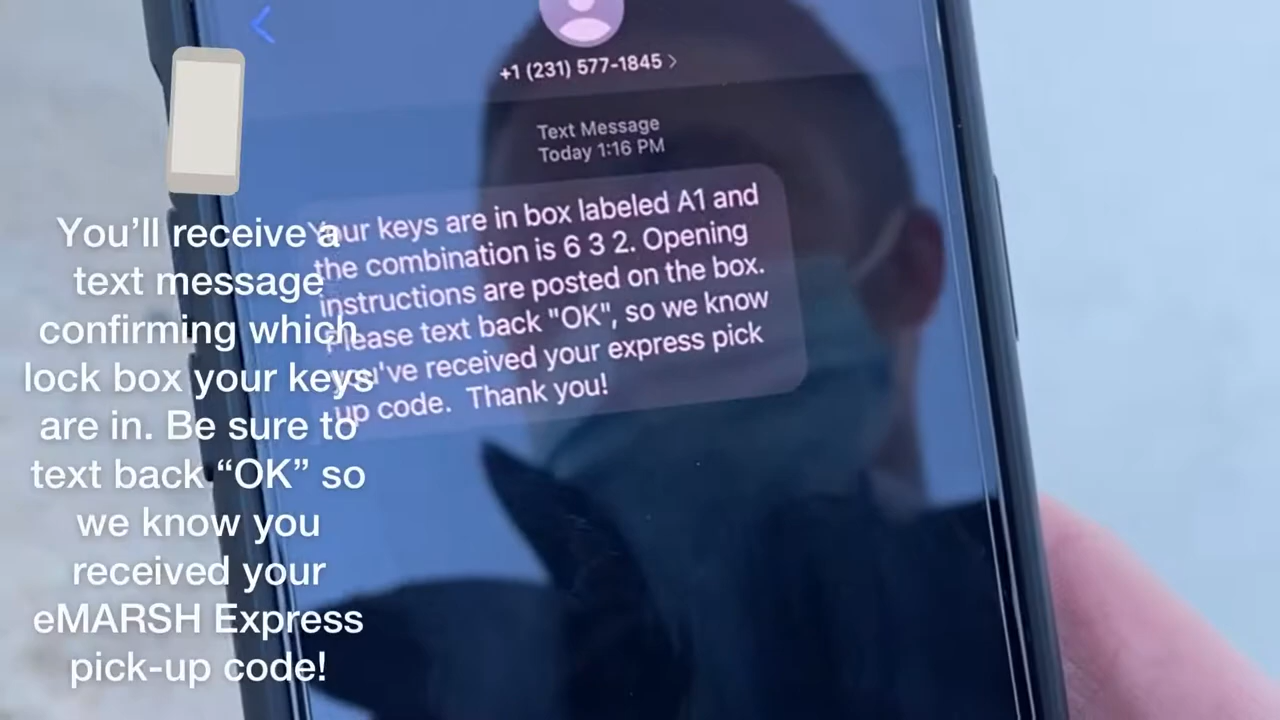 +1 (231) 577-1845 >
Text Message
Today 1:16 PM
Your keys are in box labeled A1 and
the combination is 6 3 2. Opening
instructions are posted on the box.
Please text back "OK", so we know
you've received your express pick
up code. Thank you!
You’ll receive a
text message
confirming which
lock box your keys
are in. Be sure to
text back “OK” so
we know you
received your
eMARSH Express
pick-up code!